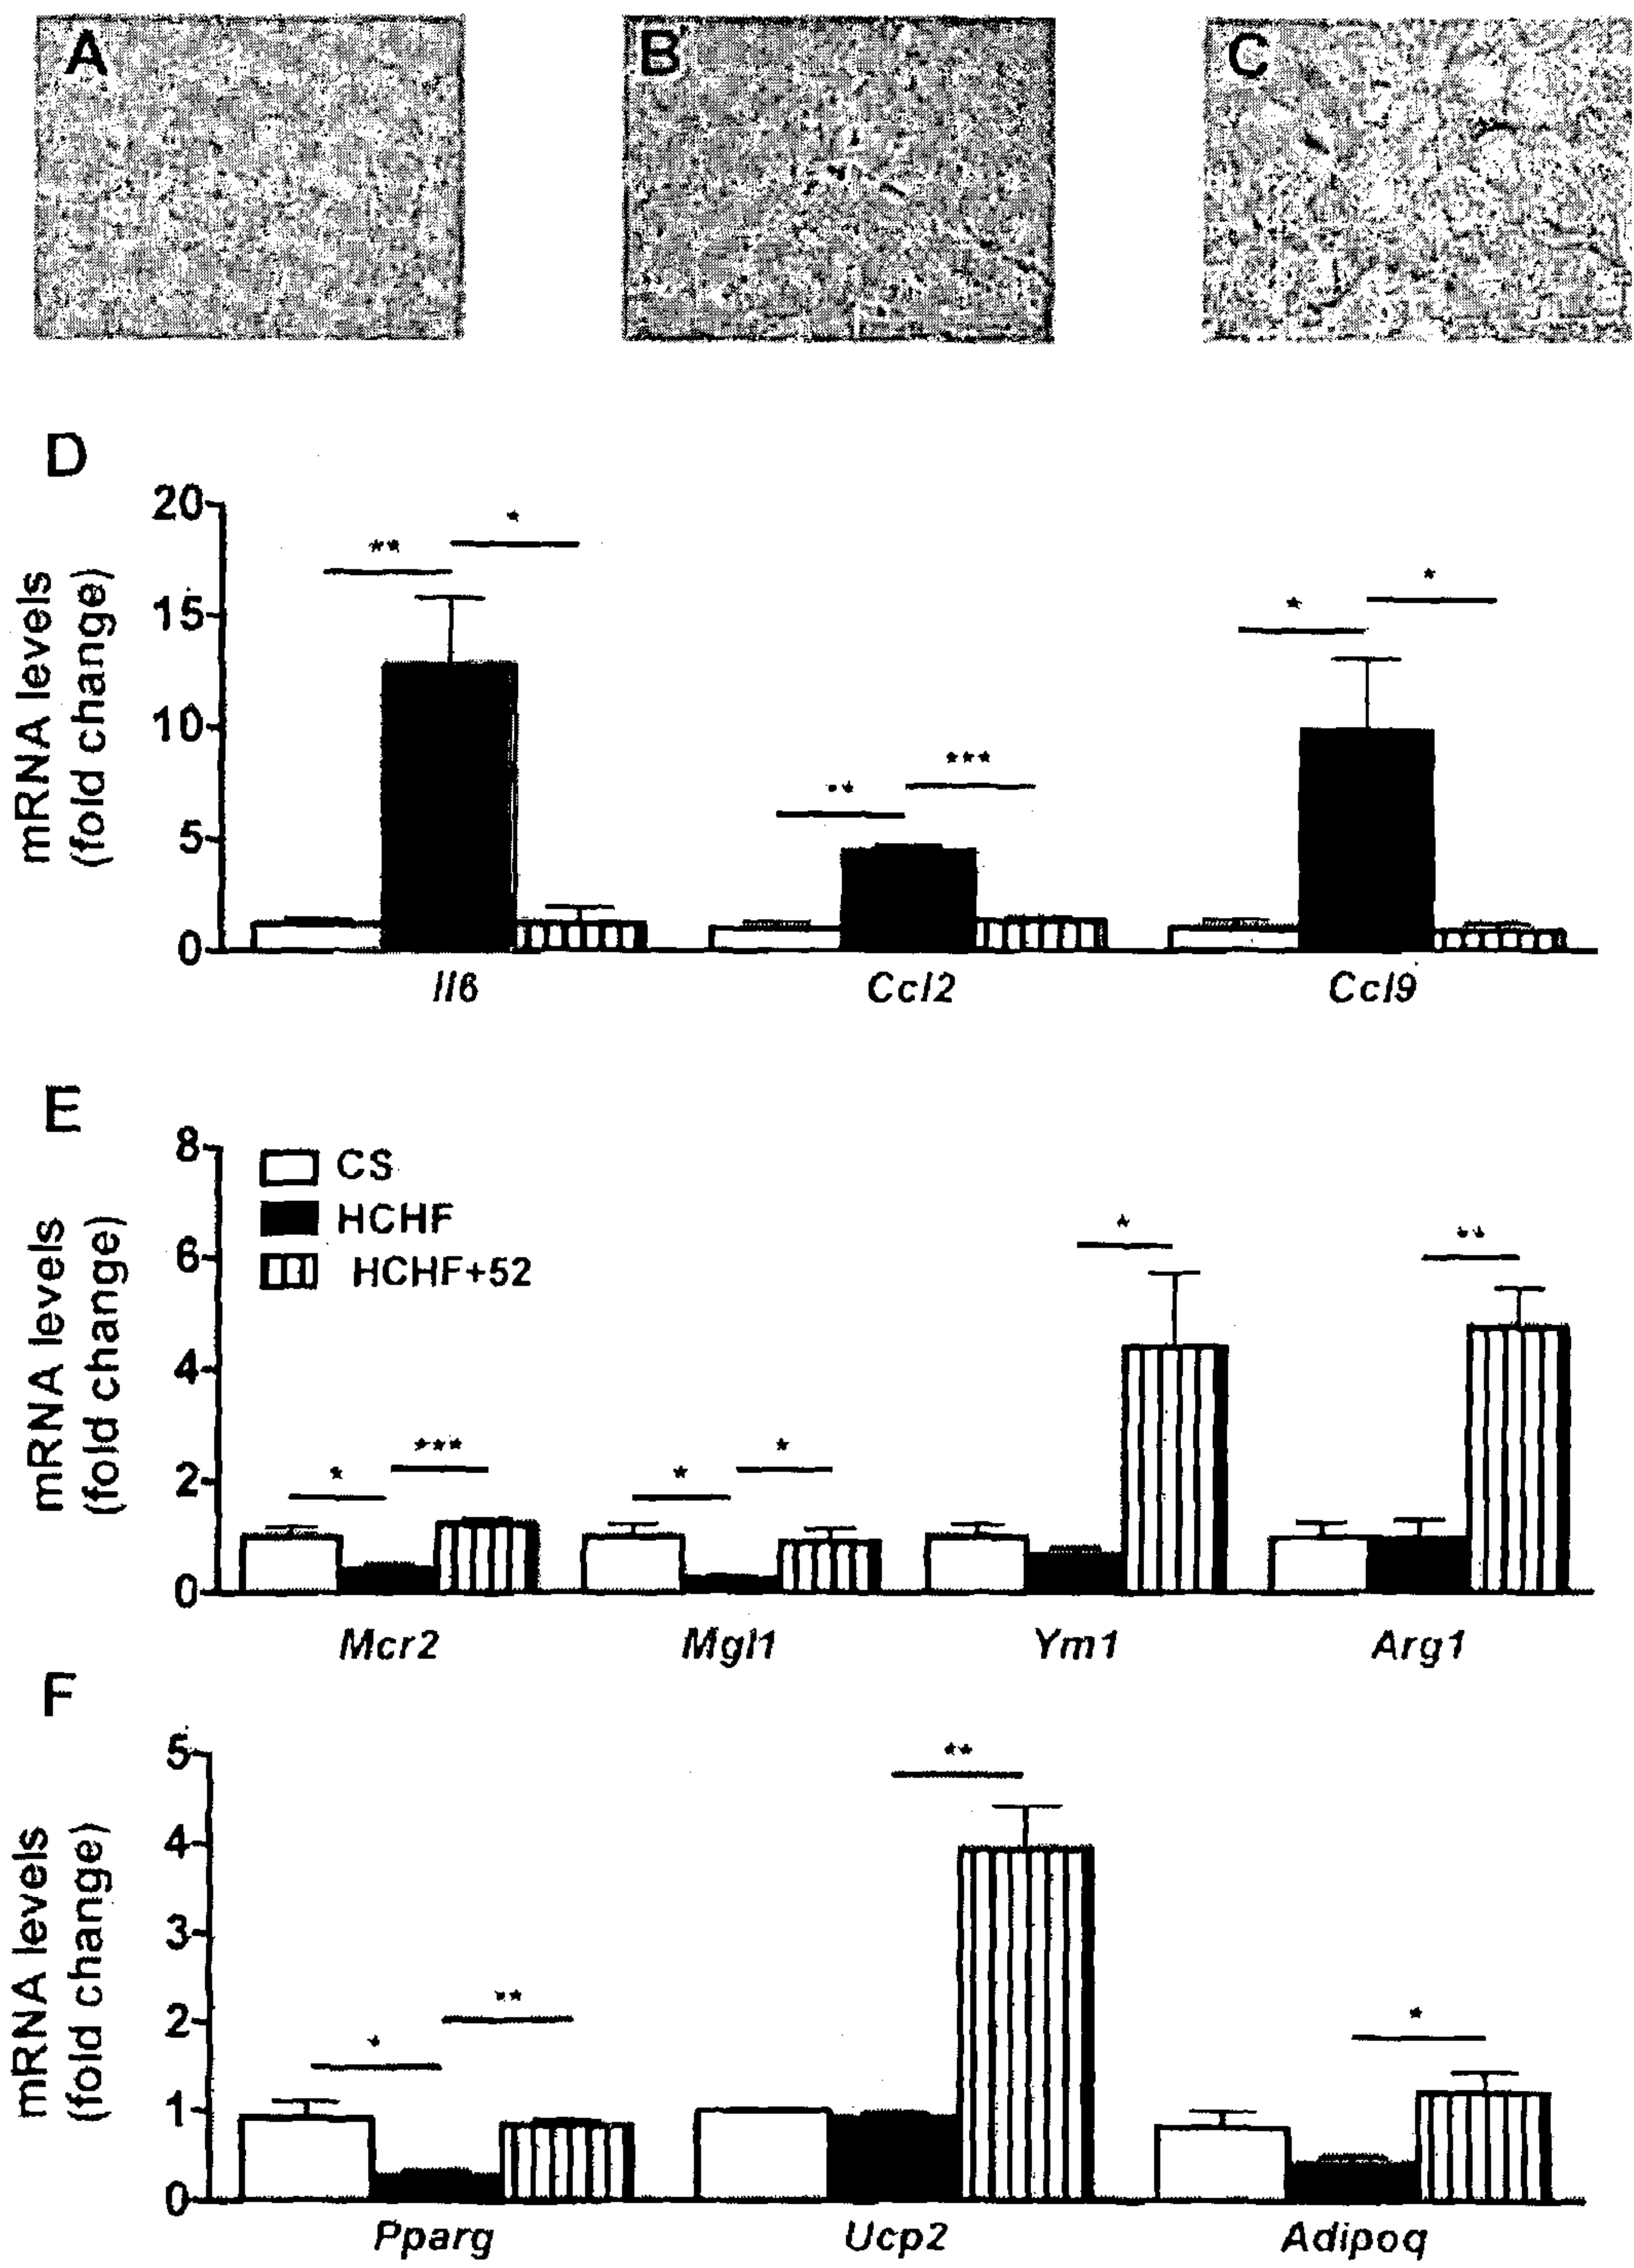 A
B
C
D
mRNA levels
(fold change)
20
15
10
5
0
** *
** ***
* *
Il6 Ccl2 Ccl9
E
mRNA levels
(fold change)
8
6
4
2
0
CS
HCHF
HCHF+52
* ***
* *
*
**
Mcr2 Mgl1 Ym1 Arg1
F
mRNA levels
(fold change)
5
4
3
2
1
0
* **
**
*
Pparg Ucp2 Adipoq